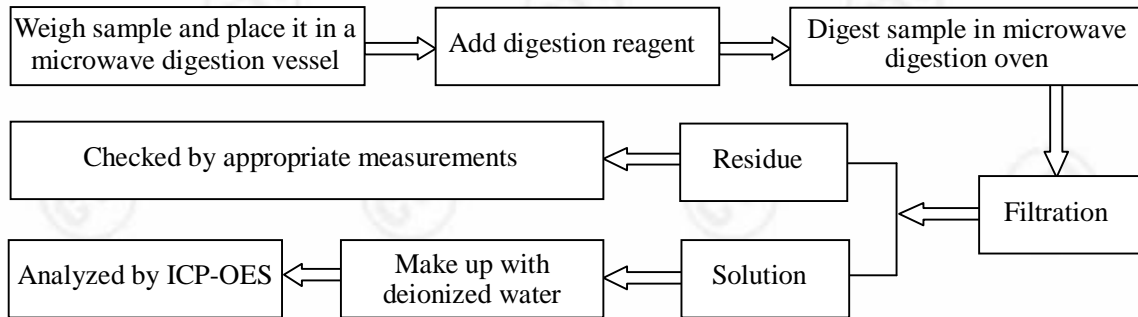 Weigh sample and place it in a
microwave digestion vessel
Add digestion reagent
Digest sample in microwave
digestion oven
Checked by appropriate measurements
Residue
Filtration
Analyzed by ICP-OES
Make up with
deionized water
Solution